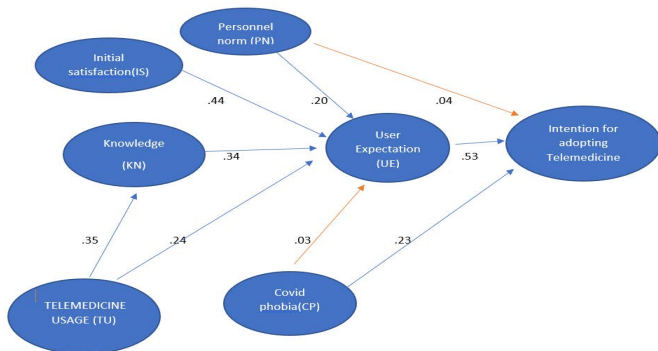 Personnel
norm (PN)
Initial
satisfaction(IS)
.44
.20
.04
Knowledge
(KN)
.34
User
Expectation
(UE)
.53
Intention for
adopting
Telemedicine
.35
.24
.03
.23
TELEMEDICINE
USAGE (TU)
Covid
phobia(CP)